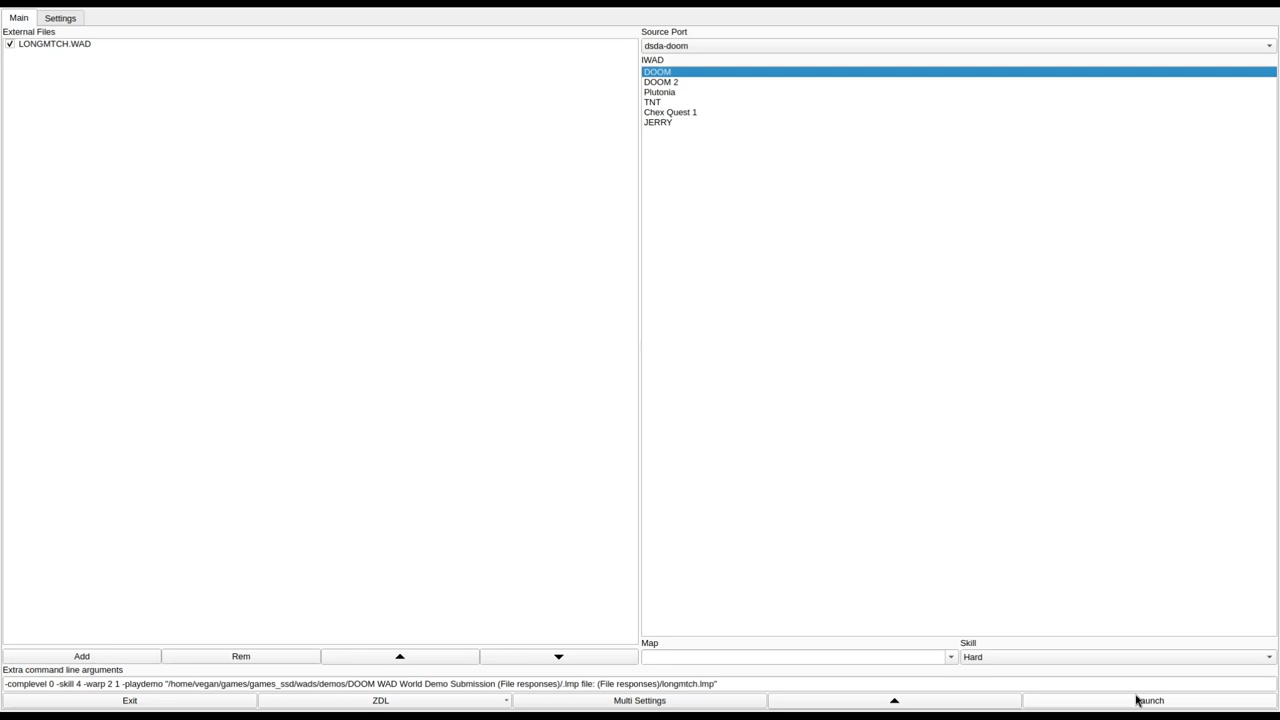 Main
Settings
External Files
LONGMTCH.WAD
Source Port
dsda-doom
IWAD
DOOM
DOOM 2
Plutonia
TNT
Chex Quest 1
JERRY
Map
Skill
Hard
Add
Rem
Extra command line arguments
-complevel 0 -skill 4 -warp 2 1 -playdemo "/home/vegan/games/games_ssd/wads/demos/DOOM WAD World Demo Submission (File responses)/.lmp file: (File responses)/longmtch.lmp"
Exit
ZDL
Multi Settings
Launch